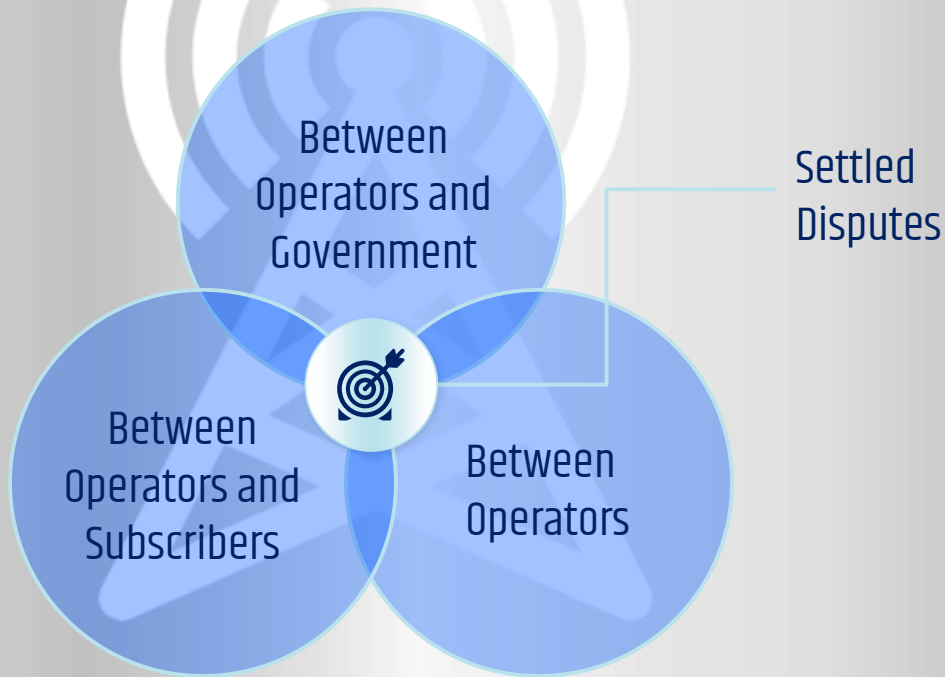 Between
Operators and
Government
Settled
Disputes
Between
Operators and
Subscribers
Between
Operators